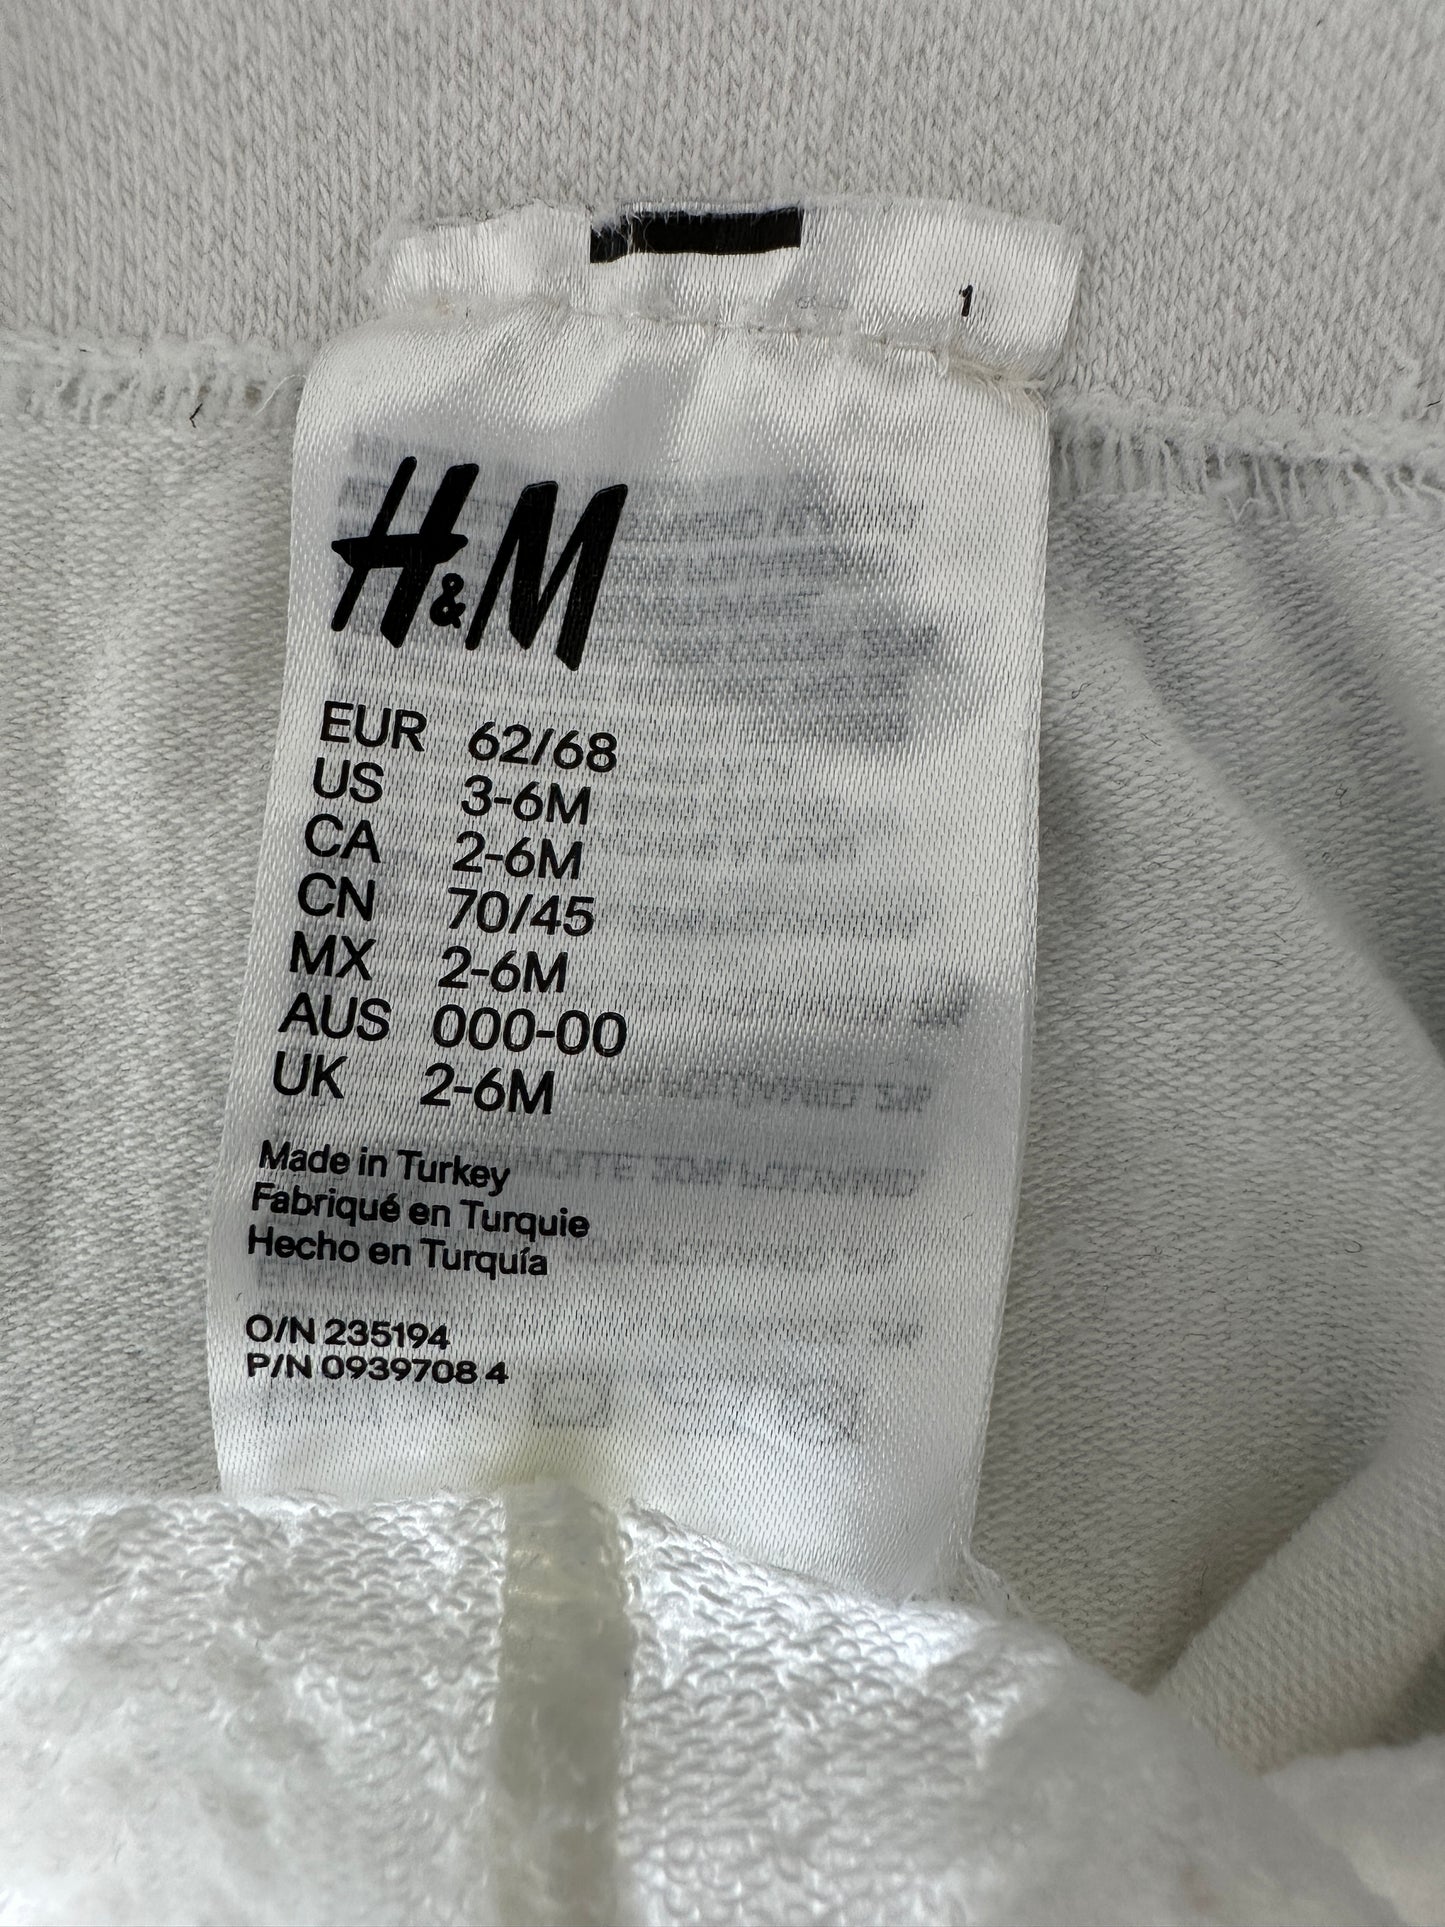 1
H&M
EUR 62/68
US 3-6M
CA 2-6M
CN 70/45
MX 2-6M
AUS 000-00
UK 2-6M
Made in Turkey
Fabriqué en Turquie
Hecho en Turquía
O/N 235194
P/N 0939708 4